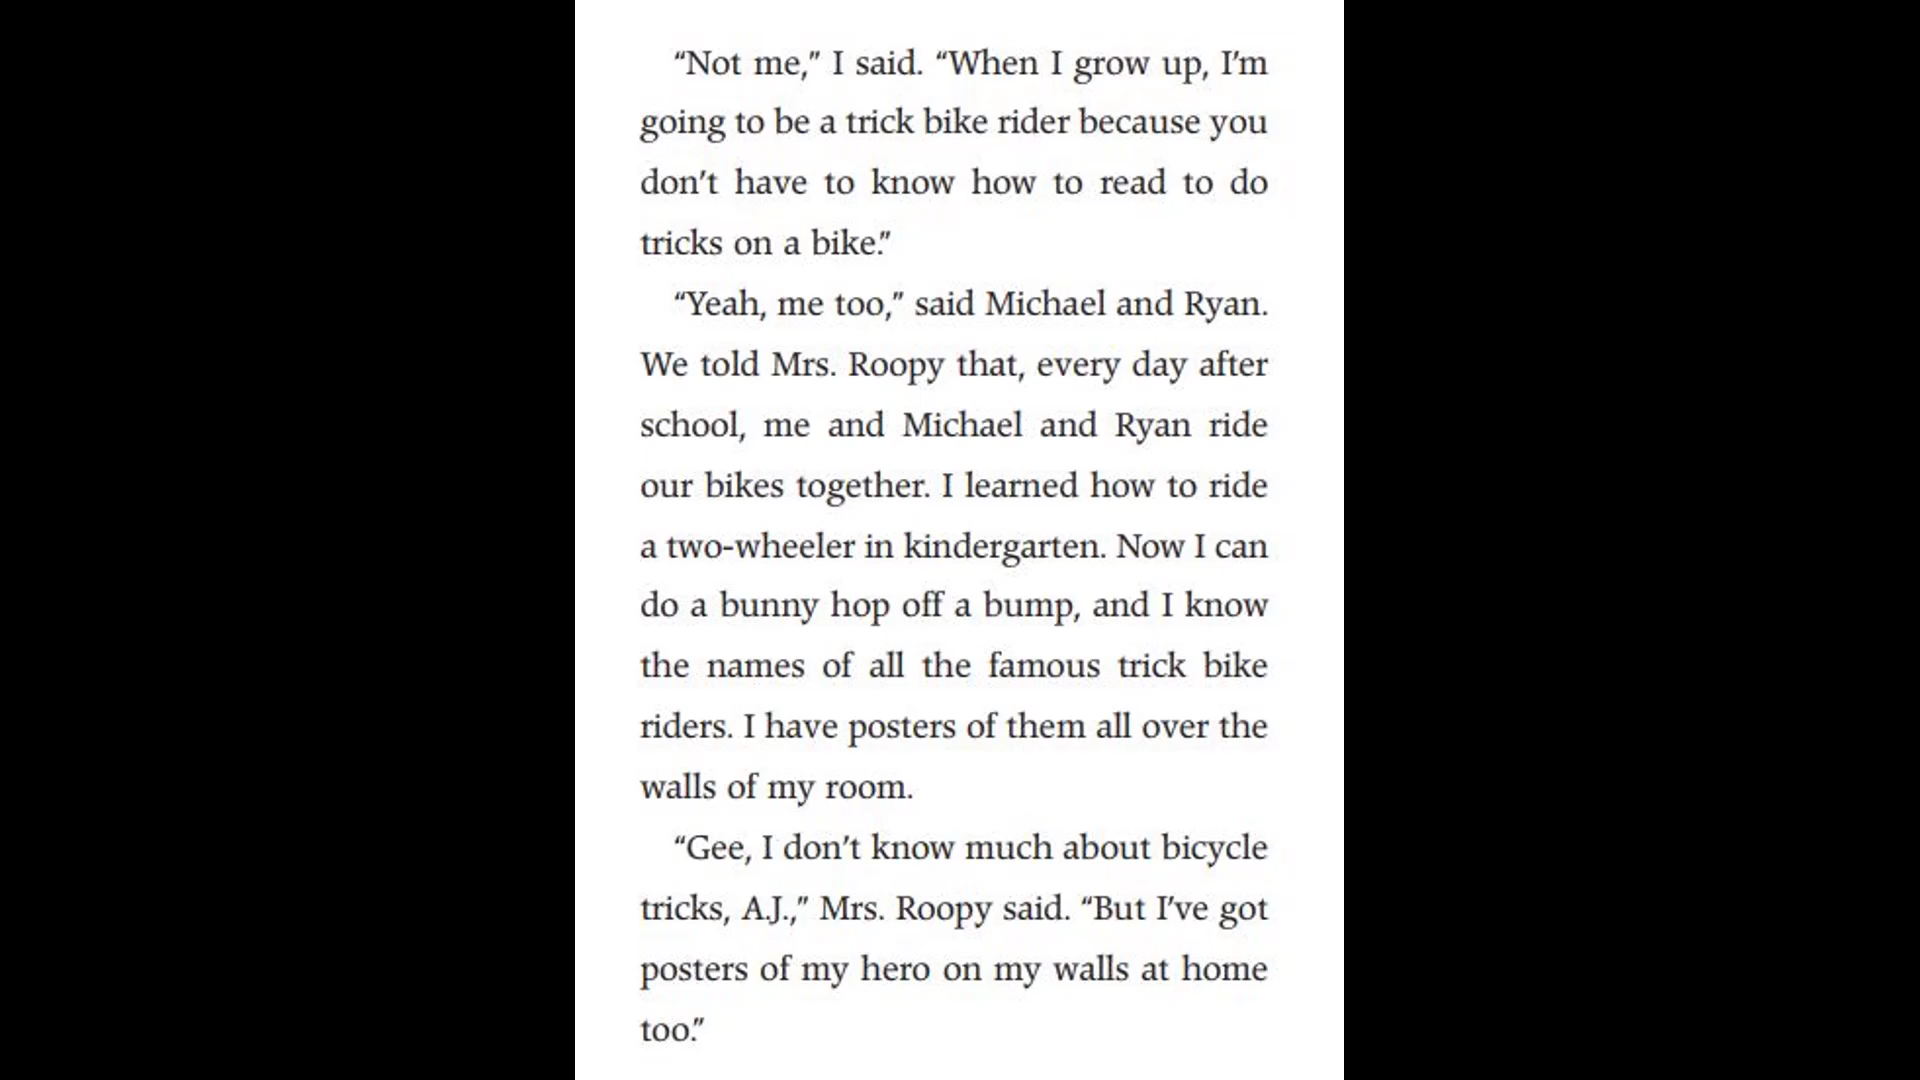 “Not me,” I said. “When I grow up, I’m
going to be a trick bike rider because you
don’t have to know how to read to do
tricks on a bike.”
“Yeah, me too,” said Michael and Ryan.
We told Mrs. Roopy that, every day after
school, me and Michael and Ryan ride
our bikes together. I learned how to ride
a two-wheeler in kindergarten. Now I can
do a bunny hop off a bump, and I know
the names of all the famous trick bike
riders. I have posters of them all over the
walls of my room.
“Gee, I don’t know much about bicycle
tricks, A.J.,” Mrs. Roopy said. “But I’ve got
posters of my hero on my walls at home
too.”